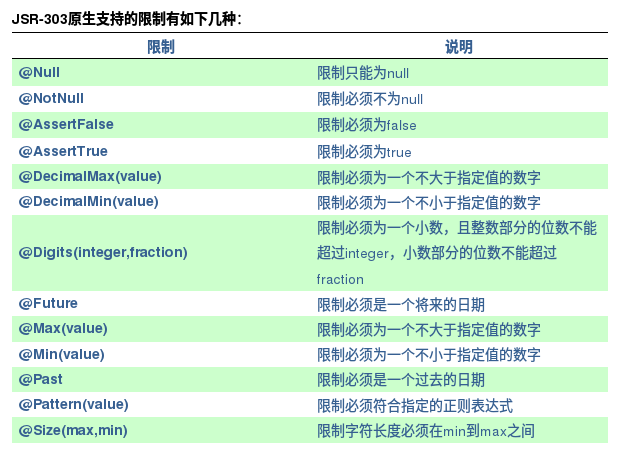 JSR-303原生支持的限制有如下几种：
限制 说明
@Null 限制只能为null
@NotNull 限制必须不为null
@AssertFalse 限制必须为false
@AssertTrue 限制必须为true
@DecimalMax(value) 限制必须为一个不大于指定值的数字
@DecimalMin(value) 限制必须为一个不小于指定值的数字
@Digits(integer,fraction) 限制必须为一个小数，且整数部分的位数不能
超过integer，小数部分的位数不能超过
fraction
@Future 限制必须是一个将来的日期
@Max(value) 限制必须为一个不大于指定值的数字
@Min(value) 限制必须为一个不小于指定值的数字
@Past 限制必须是一个过去的日期
@Pattern(value) 限制必须符合指定的正则表达式
@Size(max,min) 限制字符长度必须在min到max之间